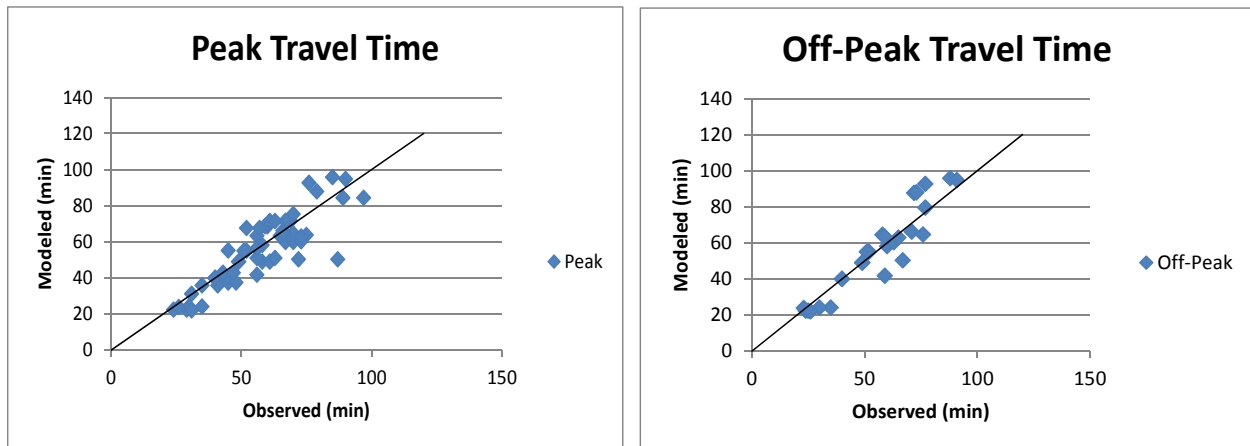 Peak Travel Time
140
120
100
80
60
40
20
0
Modeled (min)
0 50 100 150
Observed (min)
Peak
Off-Peak Travel Time
140
120
100
80
60
40
20
0
Modeled (min)
0 50 100 150
Observed (min)
Off-Peak